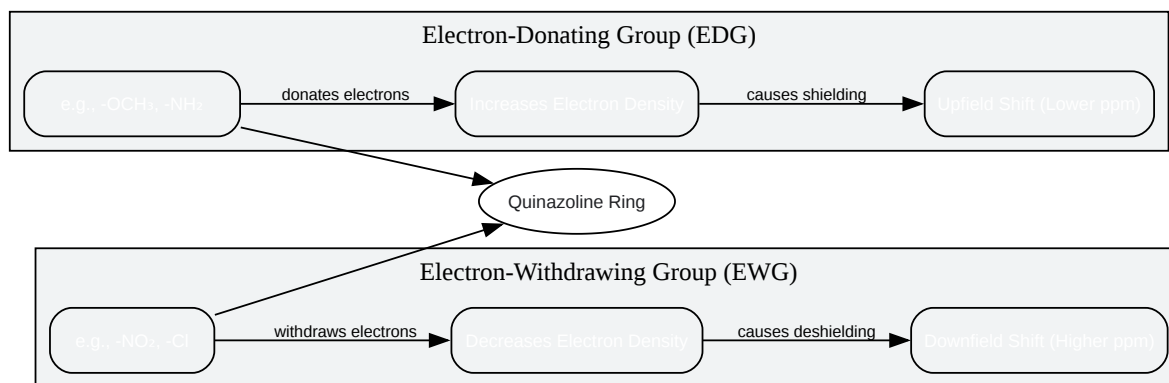 Electron-Donating Group (EDG)
e.g., -OCH₃, -NH₂
donates electrons
Increases Electron Density
causes shielding
Upfield Shift (Lower ppm)
Quinazoline Ring
Electron-Withdrawing Group (EWG)
e.g., -NO₂, -Cl
withdraws electrons
Decreases Electron Density
causes deshielding
Downfield Shift (Higher ppm)